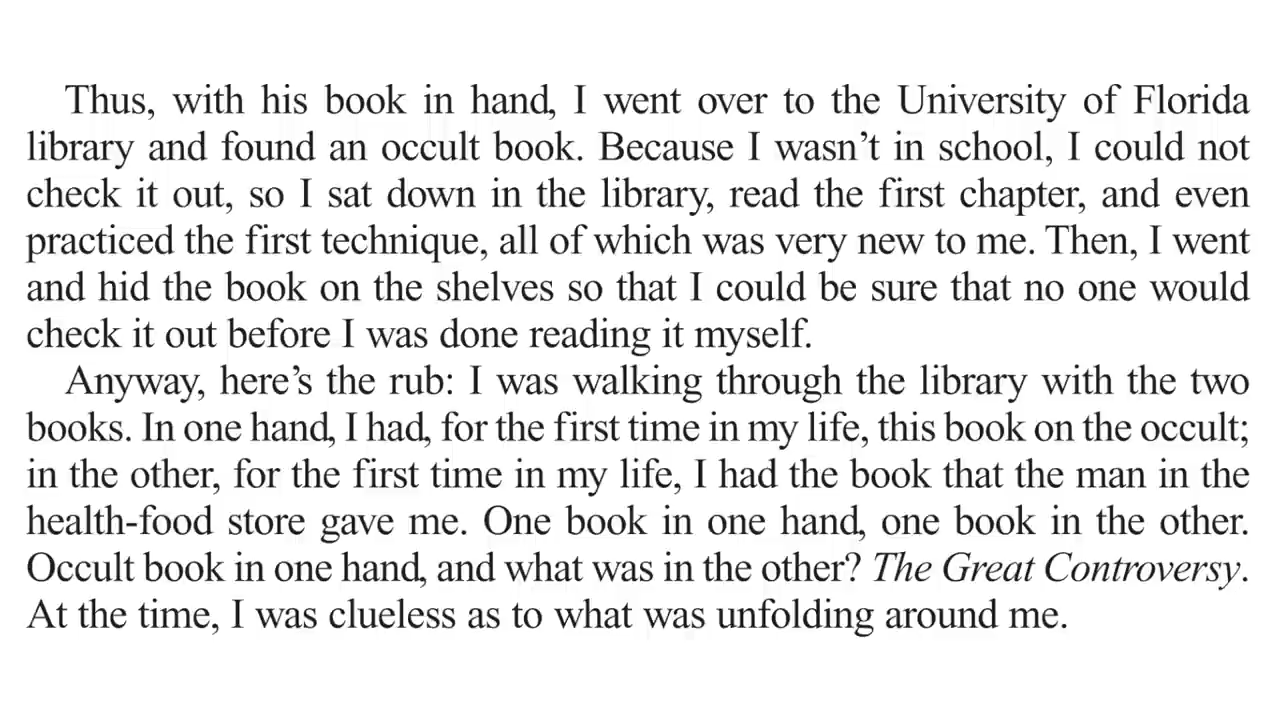 Thus, with his book in hand, I went over to the University of Florida
library and found an occult book. Because I wasn’t in school, I could not
check it out, so I sat down in the library, read the first chapter, and even
practiced the first technique, all of which was very new to me. Then, I went
and hid the book on the shelves so that I could be sure that no one would
check it out before I was done reading it myself.
Anyway, here’s the rub: I was walking through the library with the two
books. In one hand, I had, for the first time in my life, this book on the occult;
in the other, for the first time in my life, I had the book that the man in the
health-food store gave me. One book in one hand, one book in the other.
Occult book in one hand, and what was in the other? The Great Controversy.
At the time, I was clueless as to what was unfolding around me.